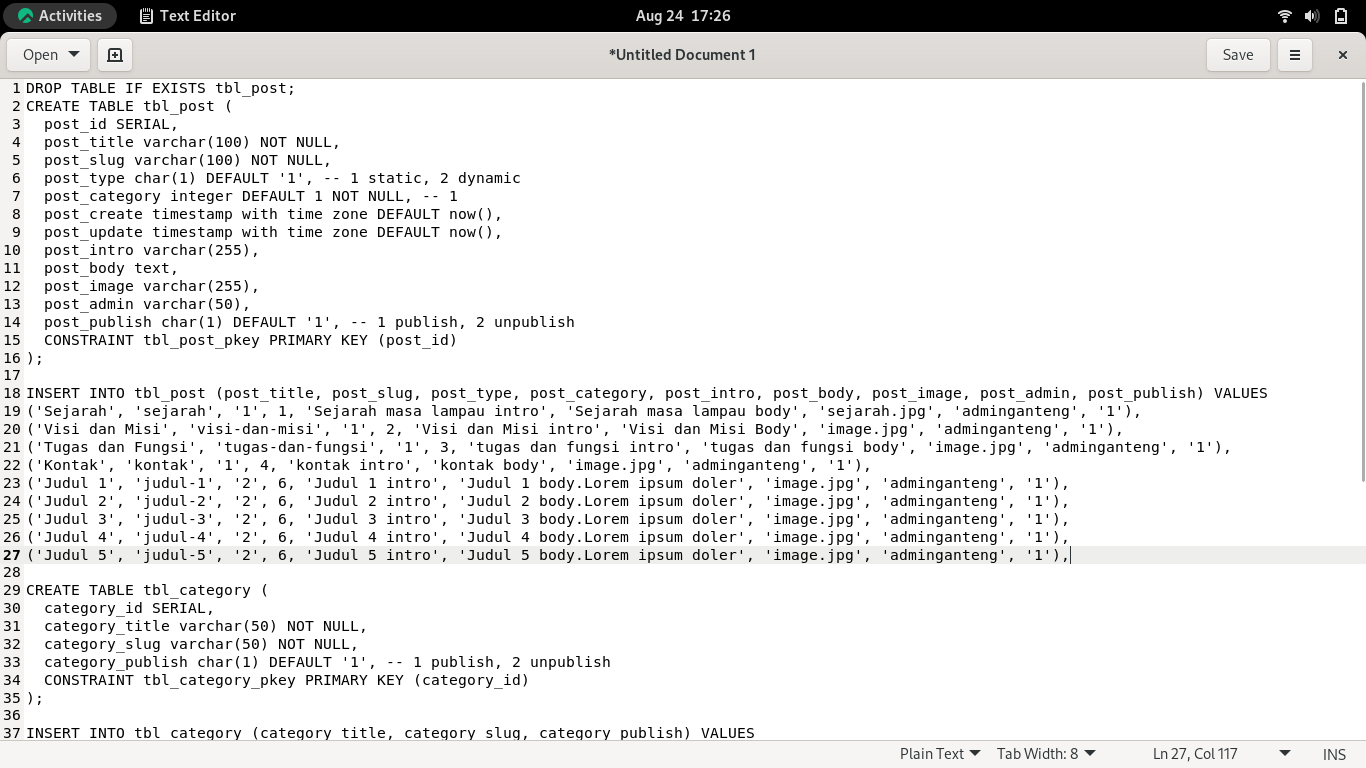 Activities Text Editor Aug 24 17:26
Open *Untitled Document 1 Save
1 DROP TABLE IF EXISTS tbl_post;
2 CREATE TABLE tbl_post (
3   post_id SERIAL,
4   post_title varchar(100) NOT NULL,
5   post_slug varchar(100) NOT NULL,
6   post_type char(1) DEFAULT '1', -- 1 static, 2 dynamic
7   post_category integer DEFAULT 1 NOT NULL, -- 1
8   post_create timestamp with time zone DEFAULT now(),
9   post_update timestamp with time zone DEFAULT now(),
10   post_intro varchar(255),
11   post_body text,
12   post_image varchar(255),
13   post_admin varchar(50),
14   post_publish char(1) DEFAULT '1', -- 1 publish, 2 unpublish
15   CONSTRAINT tbl_post_pkey PRIMARY KEY (post_id)
16 );
17
18 INSERT INTO tbl_post (post_title, post_slug, post_type, post_category, post_intro, post_body, post_image, post_admin, post_publish) VALUES
19 ('Sejarah', 'sejarah', '1', 1, 'Sejarah masa lampau intro', 'Sejarah masa lampau body', 'sejarah.jpg', 'adminganteng', '1'),
20 ('Visi dan Misi', 'visi-dan-misi', '1', 2, 'Visi dan Misi intro', 'Visi dan Misi Body', 'image.jpg', 'adminganteng', '1'),
21 ('Tugas dan Fungsi', 'tugas-dan-fungsi', '1', 3, 'tugas dan fungsi intro', 'tugas dan fungsi body', 'image.jpg', 'adminganteng', '1'),
22 ('Kontak', 'kontak', '1', 4, 'kontak intro', 'kontak body', 'image.jpg', 'adminganteng', '1'),
23 ('Judul 1', 'judul-1', '2', 6, 'Judul 1 intro', 'Judul 1 body.Lorem ipsum doler', 'image.jpg', 'adminganteng', '1'),
24 ('Judul 2', 'judul-2', '2', 6, 'Judul 2 intro', 'Judul 2 body.Lorem ipsum doler', 'image.jpg', 'adminganteng', '1'),
25 ('Judul 3', 'judul-3', '2', 6, 'Judul 3 intro', 'Judul 3 body.Lorem ipsum doler', 'image.jpg', 'adminganteng', '1'),
26 ('Judul 4', 'judul-4', '2', 6, 'Judul 4 intro', 'Judul 4 body.Lorem ipsum doler', 'image.jpg', 'adminganteng', '1'),
27 ('Judul 5', 'judul-5', '2', 6, 'Judul 5 intro', 'Judul 5 body.Lorem ipsum doler', 'image.jpg', 'adminganteng', '1'),
28
29 CREATE TABLE tbl_category (
30   category_id SERIAL,
31   category_title varchar(50) NOT NULL,
32   category_slug varchar(50) NOT NULL,
33   category_publish char(1) DEFAULT '1', -- 1 publish, 2 unpublish
34   CONSTRAINT tbl_category_pkey PRIMARY KEY (category_id)
35 );
36
37 INSERT INTO tbl_category (category_title, category_slug, category_publish) VALUES
Plain Text Tab Width: 8 Ln 27, Col 117 INS